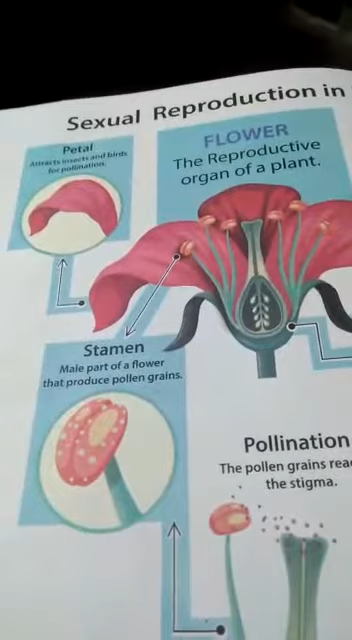 Sexual Reproduction in
Petal
Attracts insects and birds
for pollination.
FLOWER
The Reproductive
organ of a plant.
Stamen
Male part of a flower
that produce pollen grains.
Pollination
The pollen grains reac
the stigma.